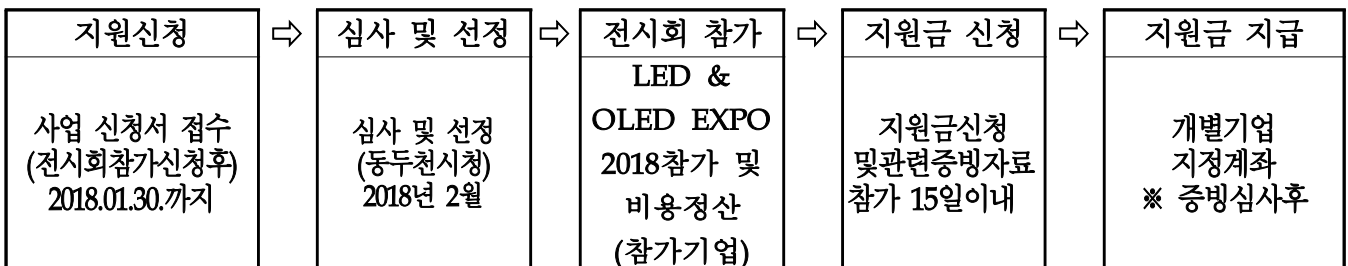 지원신청
⇨
심사 및 선정
⇨
전시회 참가
⇨
지원금 신청
⇨
지원금 지급
사업 신청서 접수
(전시회참가신청후)
2018.01.30.까지
심사 및 선정
(동두천시청)
2018년 2월
LED &
OLED EXPO
2018참가 및
비용정산
(참가기업)
지원금신청
및관련증빙자료
참가 15일이내
개별기업
지정계좌
※ 증빙심사후